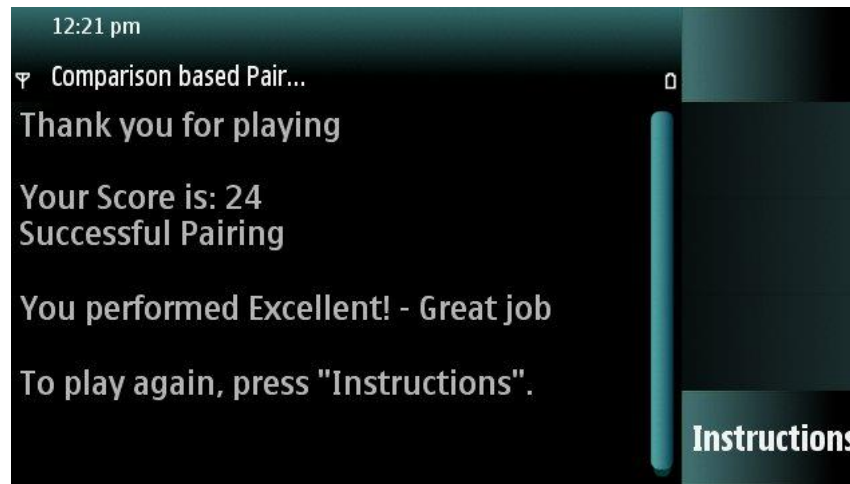 12:21 pm
Comparison based Pair...
Thank you for playing
Your Score is: 24
Successful Pairing
You performed Excellent! - Great job
To play again, press "Instructions".
Instructions